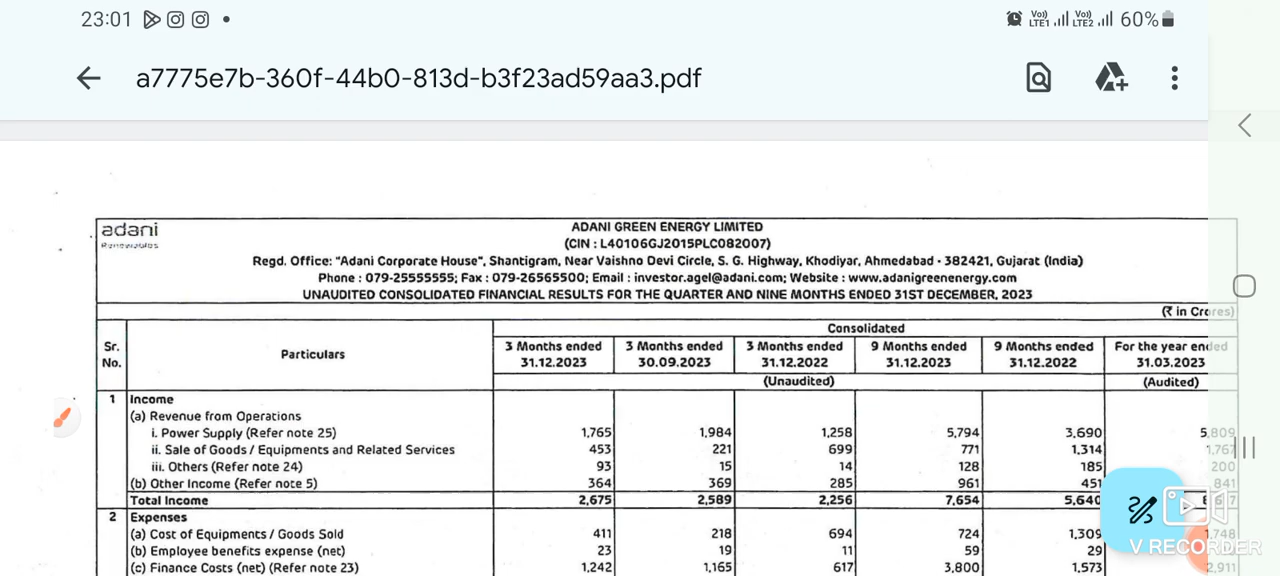 23:01 60%
Vo)) LTE1 Vo)) LTE2
a7775e7b-360f-44b0-813d-b3f23ad59aa3.pdf
adani
Renewables
ADANI GREEN ENERGY LIMITED
(CIN : L40106GJ2015PLC082007)
Regd. Office: "Adani Corporate House", Shantigram, Near Vaishno Devi Circle, S. G. Highway, Khodiyar, Ahmedabad - 382421, Gujarat (India)
Phone : 079-25555555; Fax : 079-26565500; Email : investor.agel@adani.com; Website : www.adanigreenenergy.com
UNAUDITED CONSOLIDATED FINANCIAL RESULTS FOR THE QUARTER AND NINE MONTHS ENDED 31ST DECEMBER, 2023
(₹ in Crores)
Consolidated
Sr. No. Particulars 3 Months ended 31.12.2023 3 Months ended 30.09.2023 3 Months ended 31.12.2022 9 Months ended 31.12.2023 9 Months ended 31.12.2022 For the year ended 31.03.2023
(Unaudited) (Audited)
1 Income
(a) Revenue from Operations
i. Power Supply (Refer note 25) 1,765 1,984 1,258 5,794 3,690 5,809
ii. Sale of Goods / Equipments and Related Services 453 221 699 771 1,314 1,767
iii. Others (Refer note 24) 93 15 14 128 185 200
(b) Other Income (Refer note 5) 364 369 285 961 451 841
Total Income 2,675 2,589 2,256 7,654 5,640
2 Expenses
(a) Cost of Equipments / Goods Sold 411 218 694 724 1,309 1,748
(b) Employee benefits expense (net) 23 19 11 59 29
(c) Finance Costs (net) (Refer note 23) 1,242 1,165 617 3,800 1,573 2,911
V RECORDER